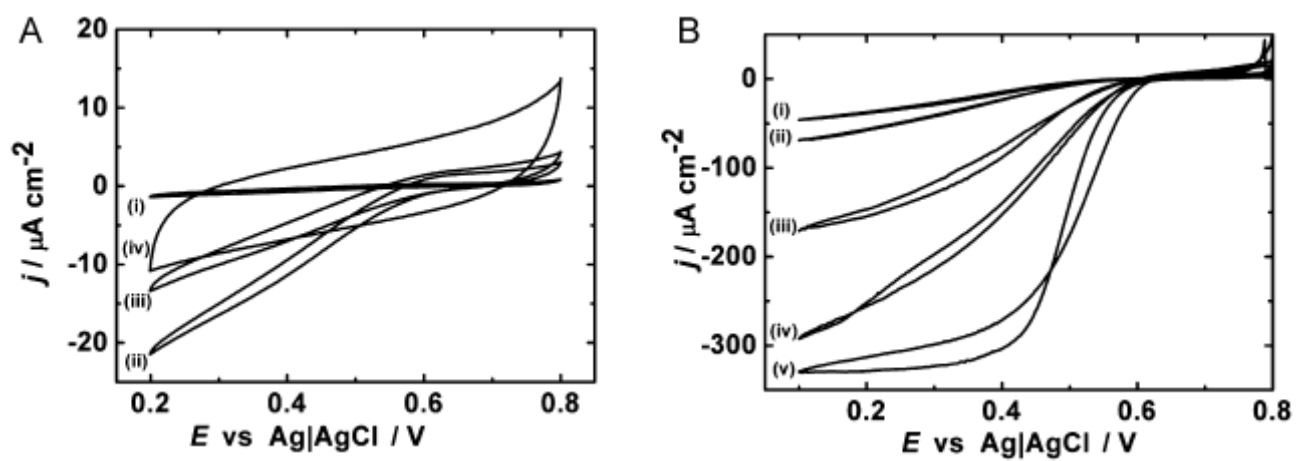 A
20
10
0
-10
-20
j / μA cm-2
(i)
(iv)
(iii)
(ii)
0.2 0.4 0.6 0.8
E vs Ag|AgCl / V
B
0
-100
-200
-300
j / μA cm-2
(i)
(ii)
(iii)
(iv)
(v)
0.2 0.4 0.6 0.8
E vs Ag|AgCl / V